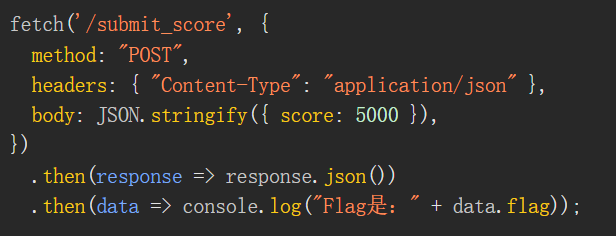 fetch('/submit_score', {
  method: "POST",
  headers: { "Content-Type": "application/json" },
  body: JSON.stringify({ score: 5000 }),
})
  .then(response => response.json())
  .then(data => console.log("Flag是：" + data.flag));